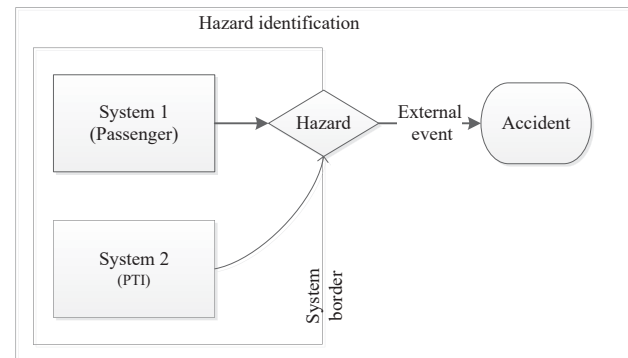 Hazard identification
System 1
(Passenger)
Hazard
External
event
Accident
System 2
(PTI)
System
border